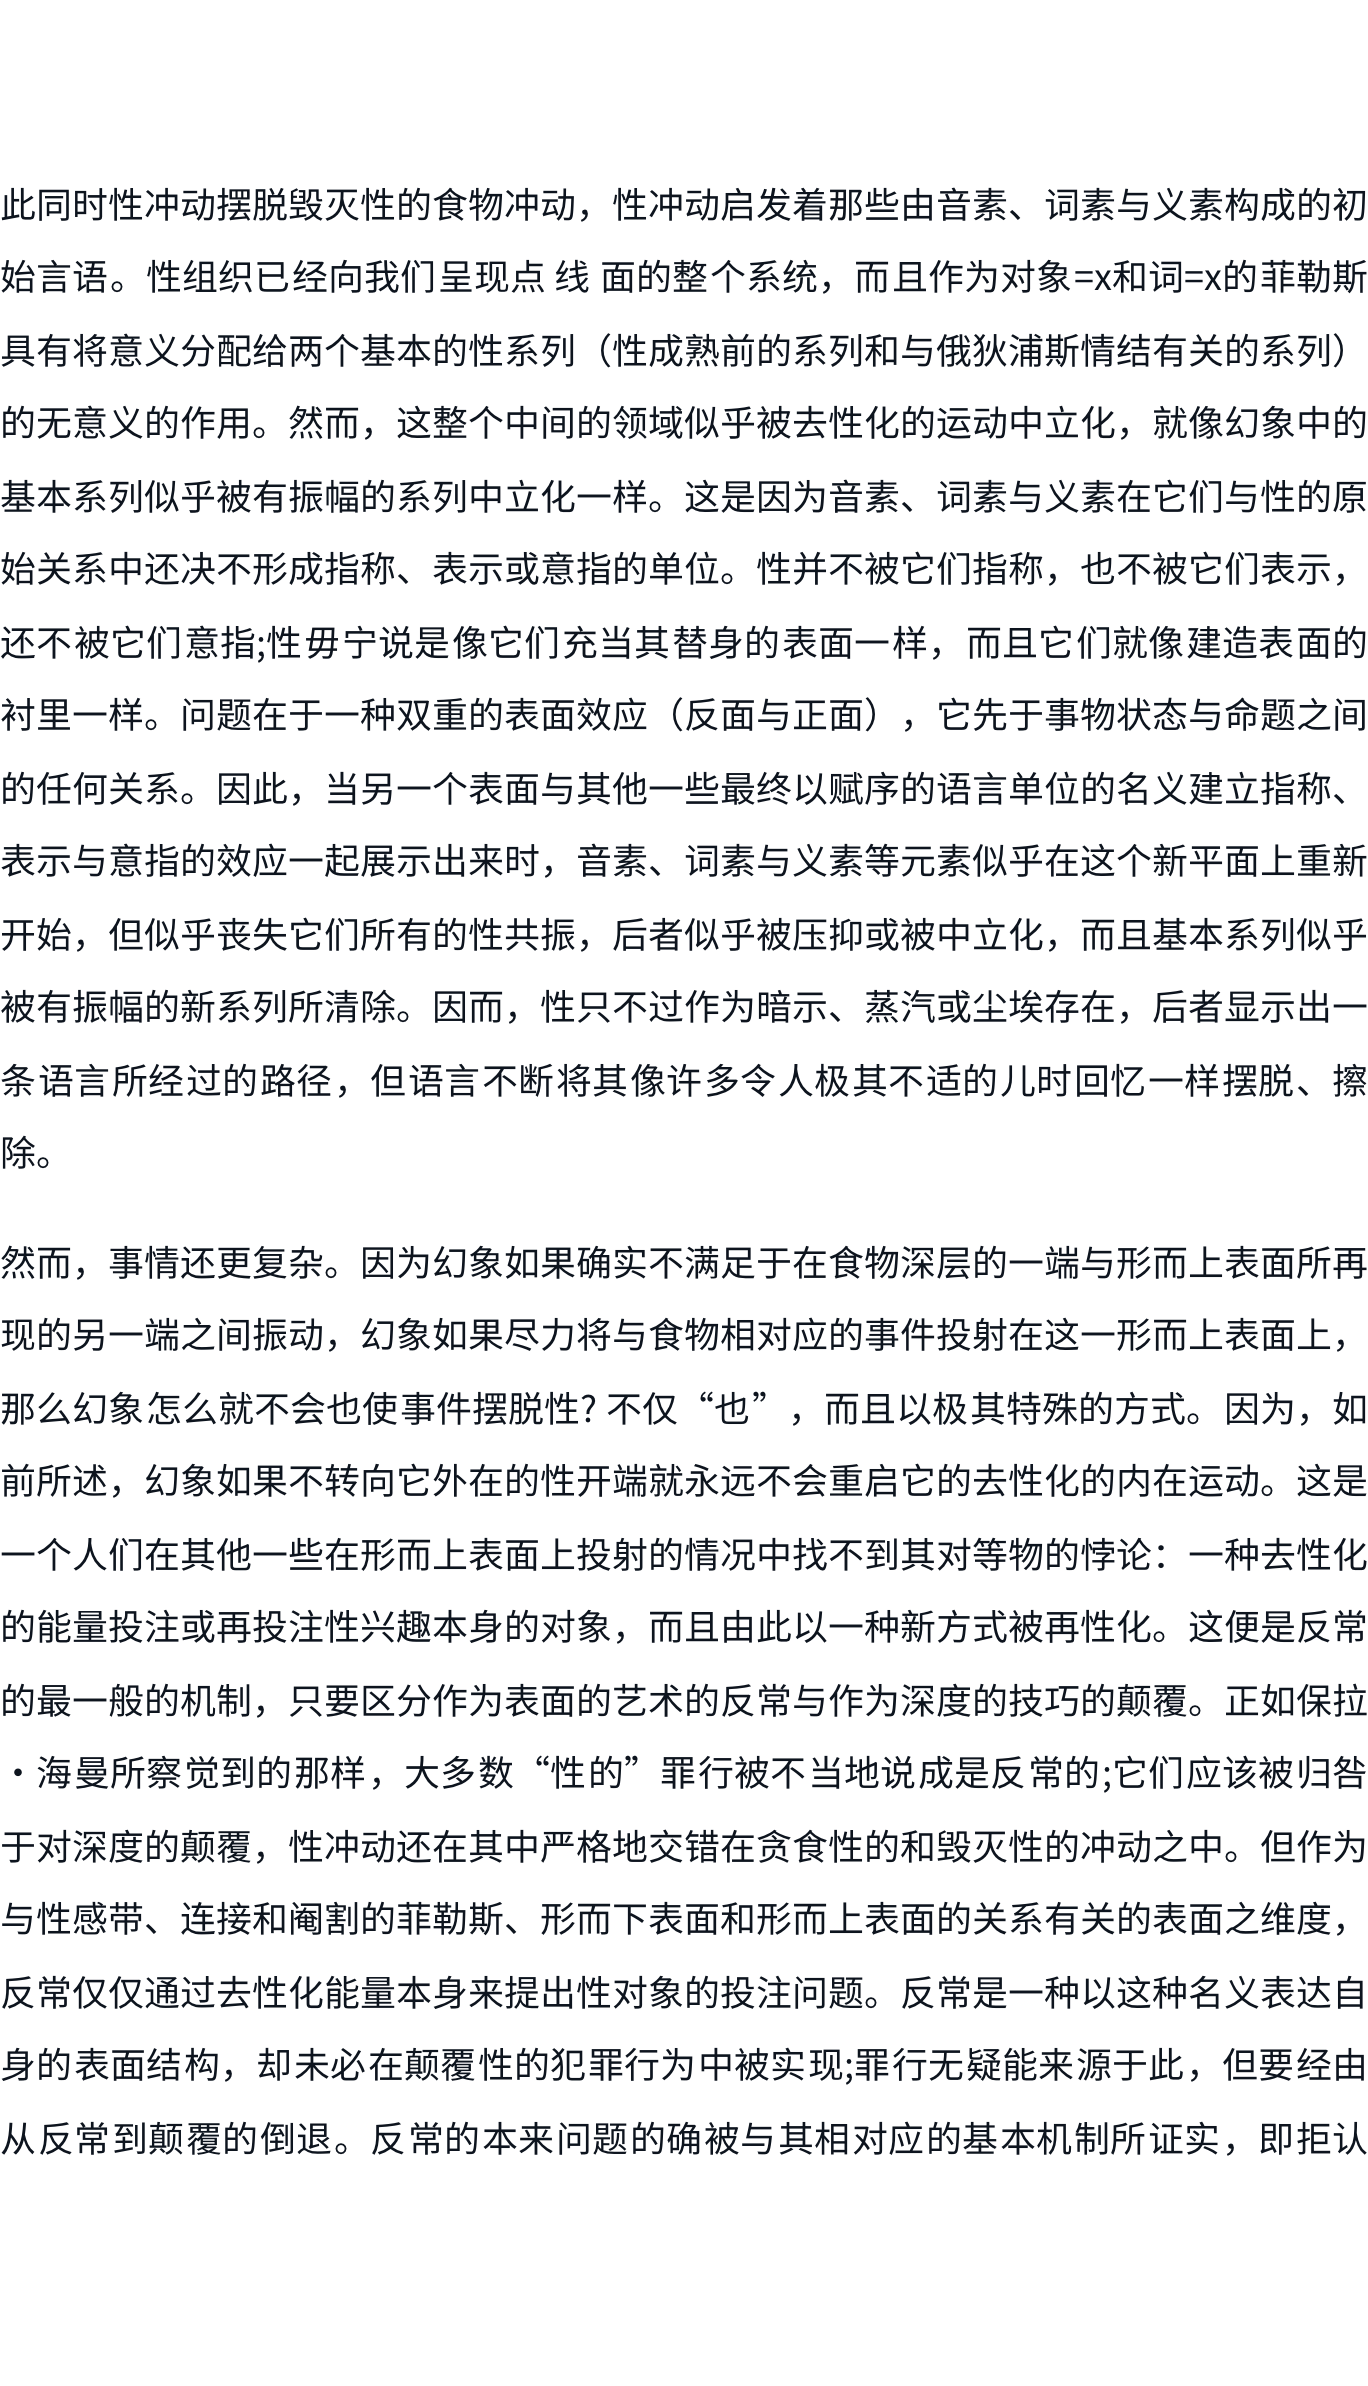 此同时性冲动摆脱毁灭性的食物冲动，性冲动启发着那些由音素、词素与义素构成的初
始言语。性组织已经向我们呈现点 线 面的整个系统，而且作为对象=x和词=x的菲勒斯
具有将意义分配给两个基本的性系列（性成熟前的系列和与俄狄浦斯情结有关的系列）
的无意义的作用。然而，这整个中间的领域似乎被去性化的运动中立化，就像幻象中的
基本系列似乎被有振幅的系列中立化一样。这是因为音素、词素与义素在它们与性的原
始关系中还决不形成指称、表示或意指的单位。性并不被它们指称，也不被它们表示，
还不被它们意指;性毋宁说是像它们充当其替身的表面一样，而且它们就像建造表面的
衬里一样。问题在于一种双重的表面效应（反面与正面），它先于事物状态与命题之间
的任何关系。因此，当另一个表面与其他一些最终以赋序的语言单位的名义建立指称、
表示与意指的效应一起展示出来时，音素、词素与义素等元素似乎在这个新平面上重新
开始，但似乎丧失它们所有的性共振，后者似乎被压抑或被中立化，而且基本系列似乎
被有振幅的新系列所清除。因而，性只不过作为暗示、蒸汽或尘埃存在，后者显示出一
条语言所经过的路径，但语言不断将其像许多令人极其不适的儿时回忆一样摆脱、擦
除。
然而，事情还更复杂。因为幻象如果确实不满足于在食物深层的一端与形而上表面所再
现的另一端之间振动，幻象如果尽力将与食物相对应的事件投射在这一形而上表面上，
那么幻象怎么就不会也使事件摆脱性? 不仅“也”，而且以极其特殊的方式。因为，如
前所述，幻象如果不转向它外在的性开端就永远不会重启它的去性化的内在运动。这是
一个人们在其他一些在形而上表面上投射的情况中找不到其对等物的悖论：一种去性化
的能量投注或再投注性兴趣本身的对象，而且由此以一种新方式被再性化。这便是反常
的最一般的机制，只要区分作为表面的艺术的反常与作为深度的技巧的颠覆。正如保拉
·海曼所察觉到的那样，大多数“性的”罪行被不当地说成是反常的;它们应该被归咎
于对深度的颠覆，性冲动还在其中严格地交错在贪食性的和毁灭性的冲动之中。但作为
与性感带、连接和阉割的菲勒斯、形而下表面和形而上表面的关系有关的表面之维度，
反常仅仅通过去性化能量本身来提出性对象的投注问题。反常是一种以这种名义表达自
身的表面结构，却未必在颠覆性的犯罪行为中被实现;罪行无疑能来源于此，但要经由
从反常到颠覆的倒退。反常的本来问题的确被与其相对应的基本机制所证实，即拒认